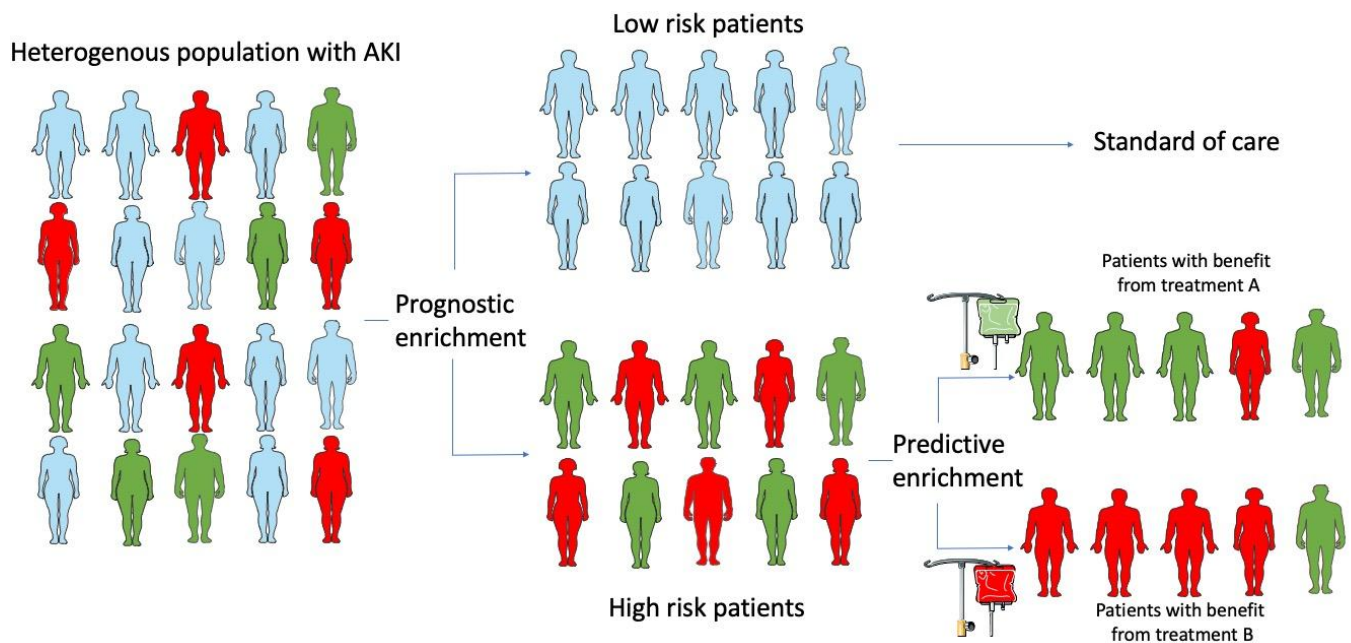 Heterogenous population with AKI
Low risk patients
Standard of care
Prognostic
enrichment
High risk patients
Predictive
enrichment
Patients with benefit
from treatment A
Patients with benefit
from treatment B